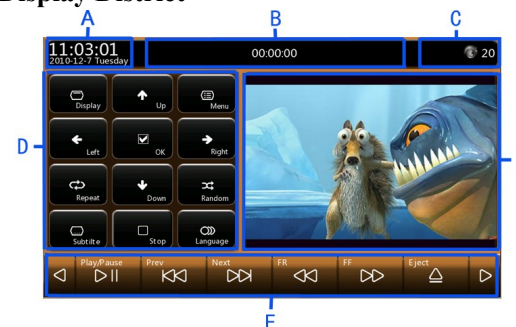 Display District
A
B
C
11:03:01
2010-12-7 Tuesday
00:00:00
20
D
Display
Up
Menu
Left
OK
Right
Repeat
Down
Random
Subtilte
Stop
Language
Play/Pause
Prev
Next
FR
FF
Eject